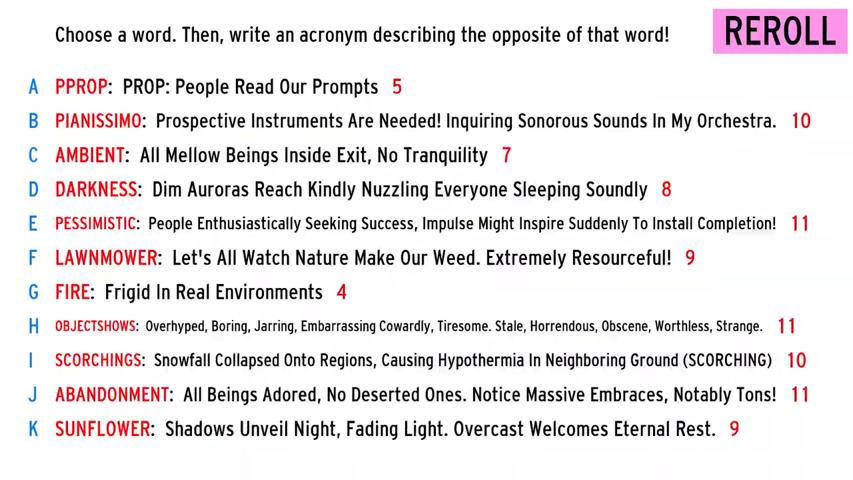 Choose a word. Then, write an acronym describing the opposite of that word!
REROLL
A PPROP: PROP: People Read Our Prompts 5
B PIANISSIMO: Prospective Instruments Are Needed! Inquiring Sonorous Sounds In My Orchestra. 10
C AMBIENT: All Mellow Beings Inside Exit, No Tranquility 7
D DARKNESS: Dim Auroras Reach Kindly Nuzzling Everyone Sleeping Soundly 8
E PESSIMISTIC: People Enthusiastically Seeking Success, Impulse Might Inspire Suddenly To Install Completion! 11
F LAWNMOWER: Let's All Watch Nature Make Our Weed. Extremely Resourceful! 9
G FIRE: Frigid In Real Environments 4
H OBJECTSHOWS: Overhyped, Boring, Jarring, Embarrassing Cowardly, Tiresome. Stale, Horrendous, Obscene, Worthless, Strange. 11
I SCORCHINGS: Snowfall Collapsed Onto Regions, Causing Hypothermia In Neighboring Ground (SCORCHING) 10
J ABANDONMENT: All Beings Adored, No Deserted Ones. Notice Massive Embraces, Notably Tons! 11
K SUNFLOWER: Shadows Unveil Night, Fading Light. Overcast Welcomes Eternal Rest. 9